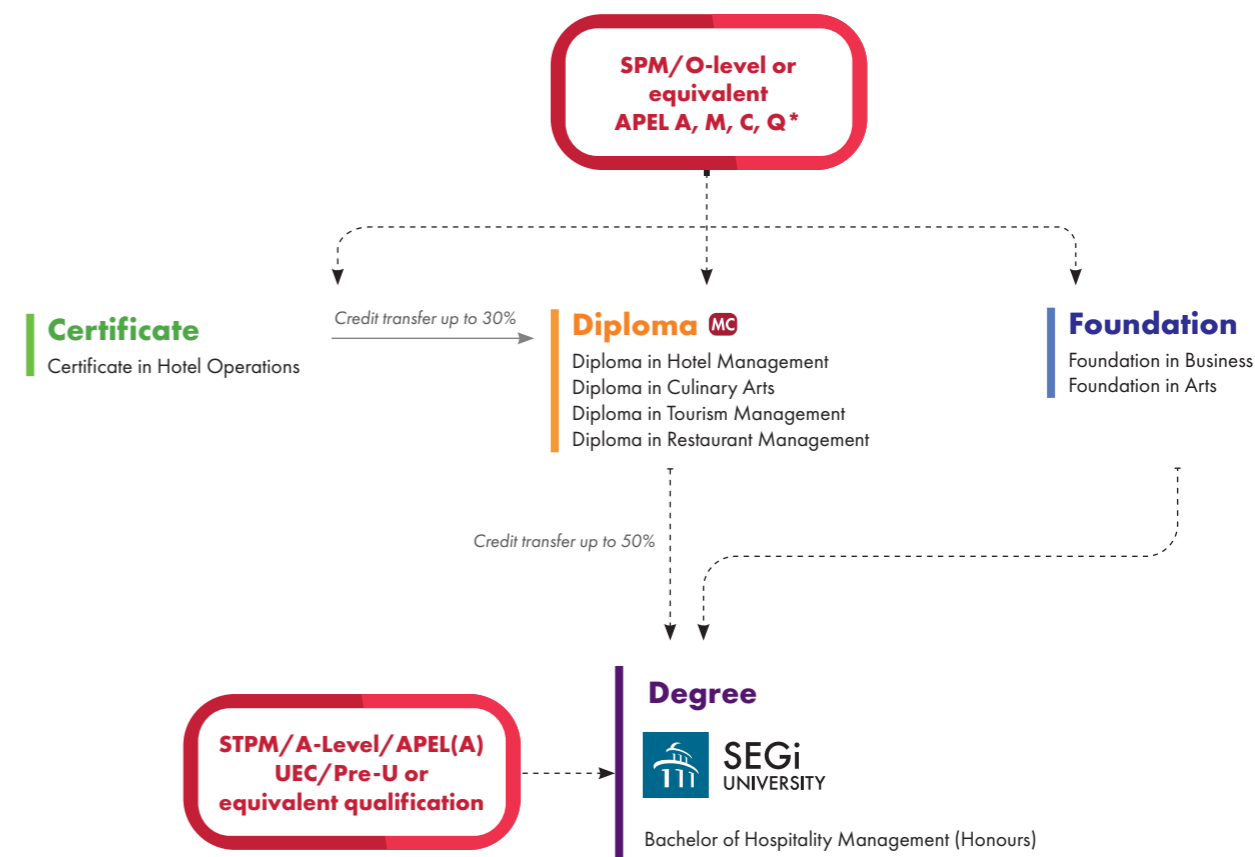 SPM/O-level or
equivalent
APEL A, M, C, Q*
Certificate
Certificate in Hotel Operations
Credit transfer up to 30%
Diploma MC
Diploma in Hotel Management
Diploma in Culinary Arts
Diploma in Tourism Management
Diploma in Restaurant Management
Foundation
Foundation in Business
Foundation in Arts
Credit transfer up to 50%
STPM/A-Level/APEL(A)
UEC/Pre-U or
equivalent qualification
Degree
SEGi
UNIVERSITY
Bachelor of Hospitality Management (Honours)